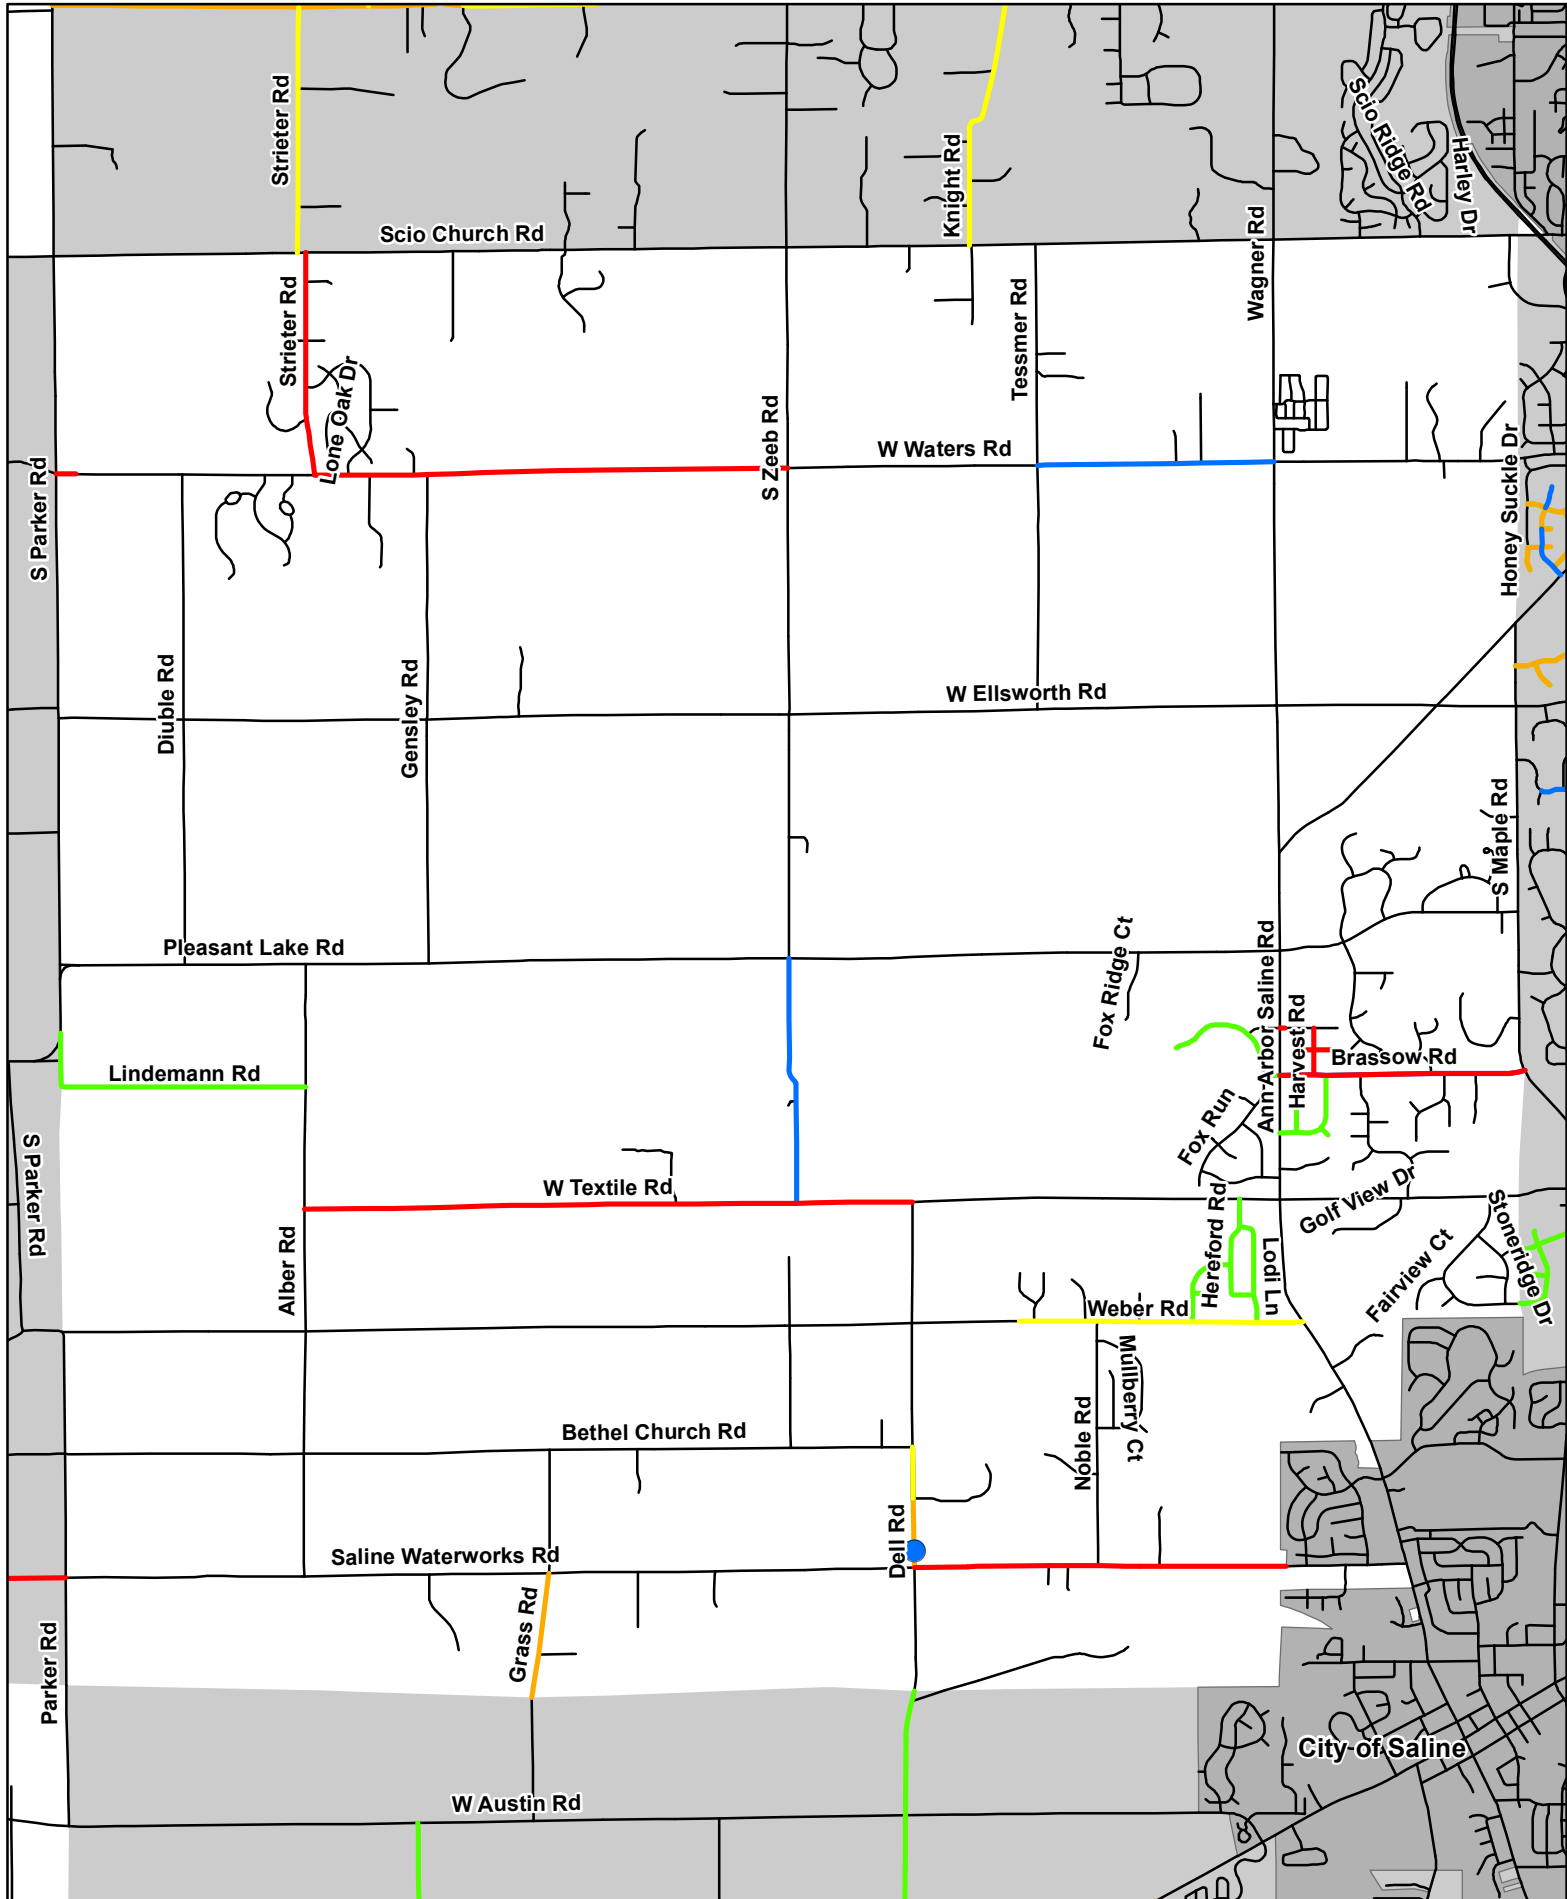 Strieter Rd
Scio Ridge Rd
Harley Dr
Knight Rd
Scio Church Rd
Wagner Rd
Strieter Rd
Tessmer Rd
Lone Oak Dr
S Zeeb Rd
W Waters Rd
S Parker Rd
Honey Suckle Dr
Diuble Rd
Gensley Rd
W Ellsworth Rd
S Maple Rd
Pleasant Lake Rd
Fox Ridge Ct
Ann Arbor Saline Rd
Harvest Rd
Brassow Rd
Lindemann Rd
Fox Run
S Parker Rd
W Textile Rd
Golf View Dr
Hereford Rd
Lodi Ln
Stoneridge Dr
Fairview Ct
Alber Rd
Weber Rd
Mullberry Ct
Noble Rd
Bethel Church Rd
Dell Rd
Saline Waterworks Rd
Grass Rd
Parker Rd
City of Saline
W Austin Rd